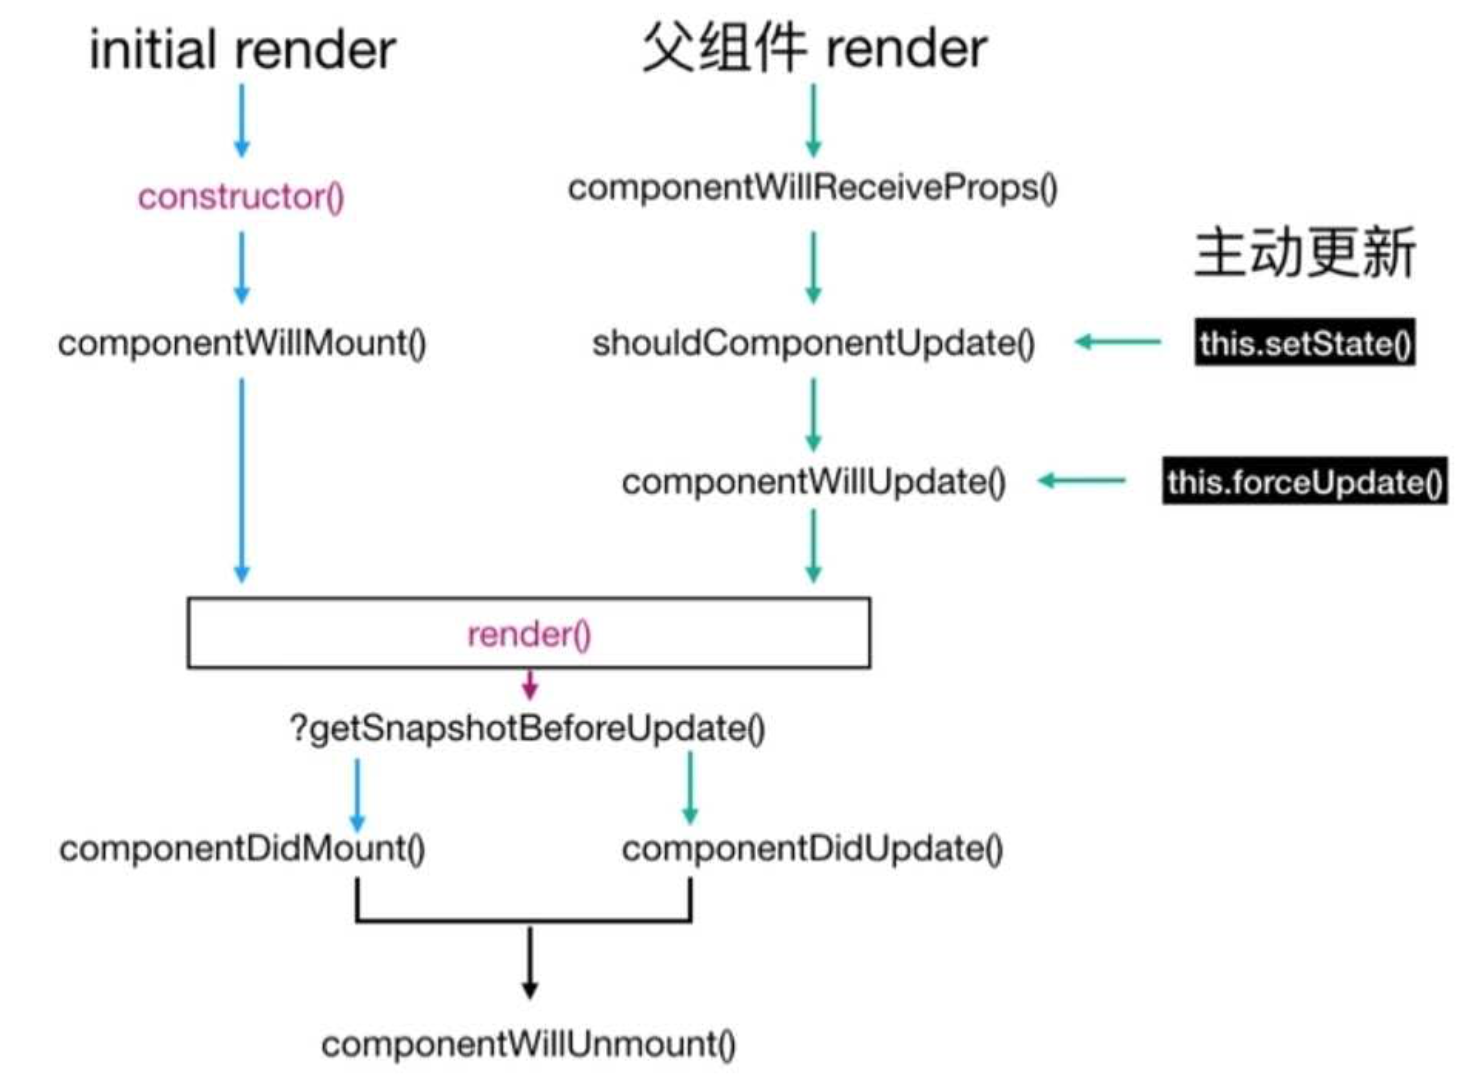 initial render
父组件 render
constructor()
componentWillReceiveProps()
主动更新
componentWillMount()
shouldComponentUpdate()
this.setState()
componentWillUpdate()
this.forceUpdate()
render()
?getSnapshotBeforeUpdate()
componentDidMount()
componentDidUpdate()
componentWillUnmount()